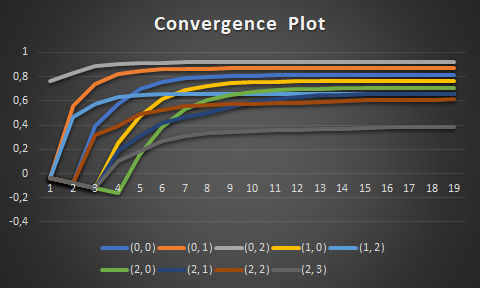 Convergence Plot
1
0,8
0,6
0,4
0,2
0
-0,2
-0,4
1 2 3 4 5 6 7 8 9 10 11 12 13 14 15 16 17 18 19
(0, 0) (0, 1) (0, 2) (1, 0) (1, 2)
(2, 0) (2, 1) (2, 2) (2, 3)